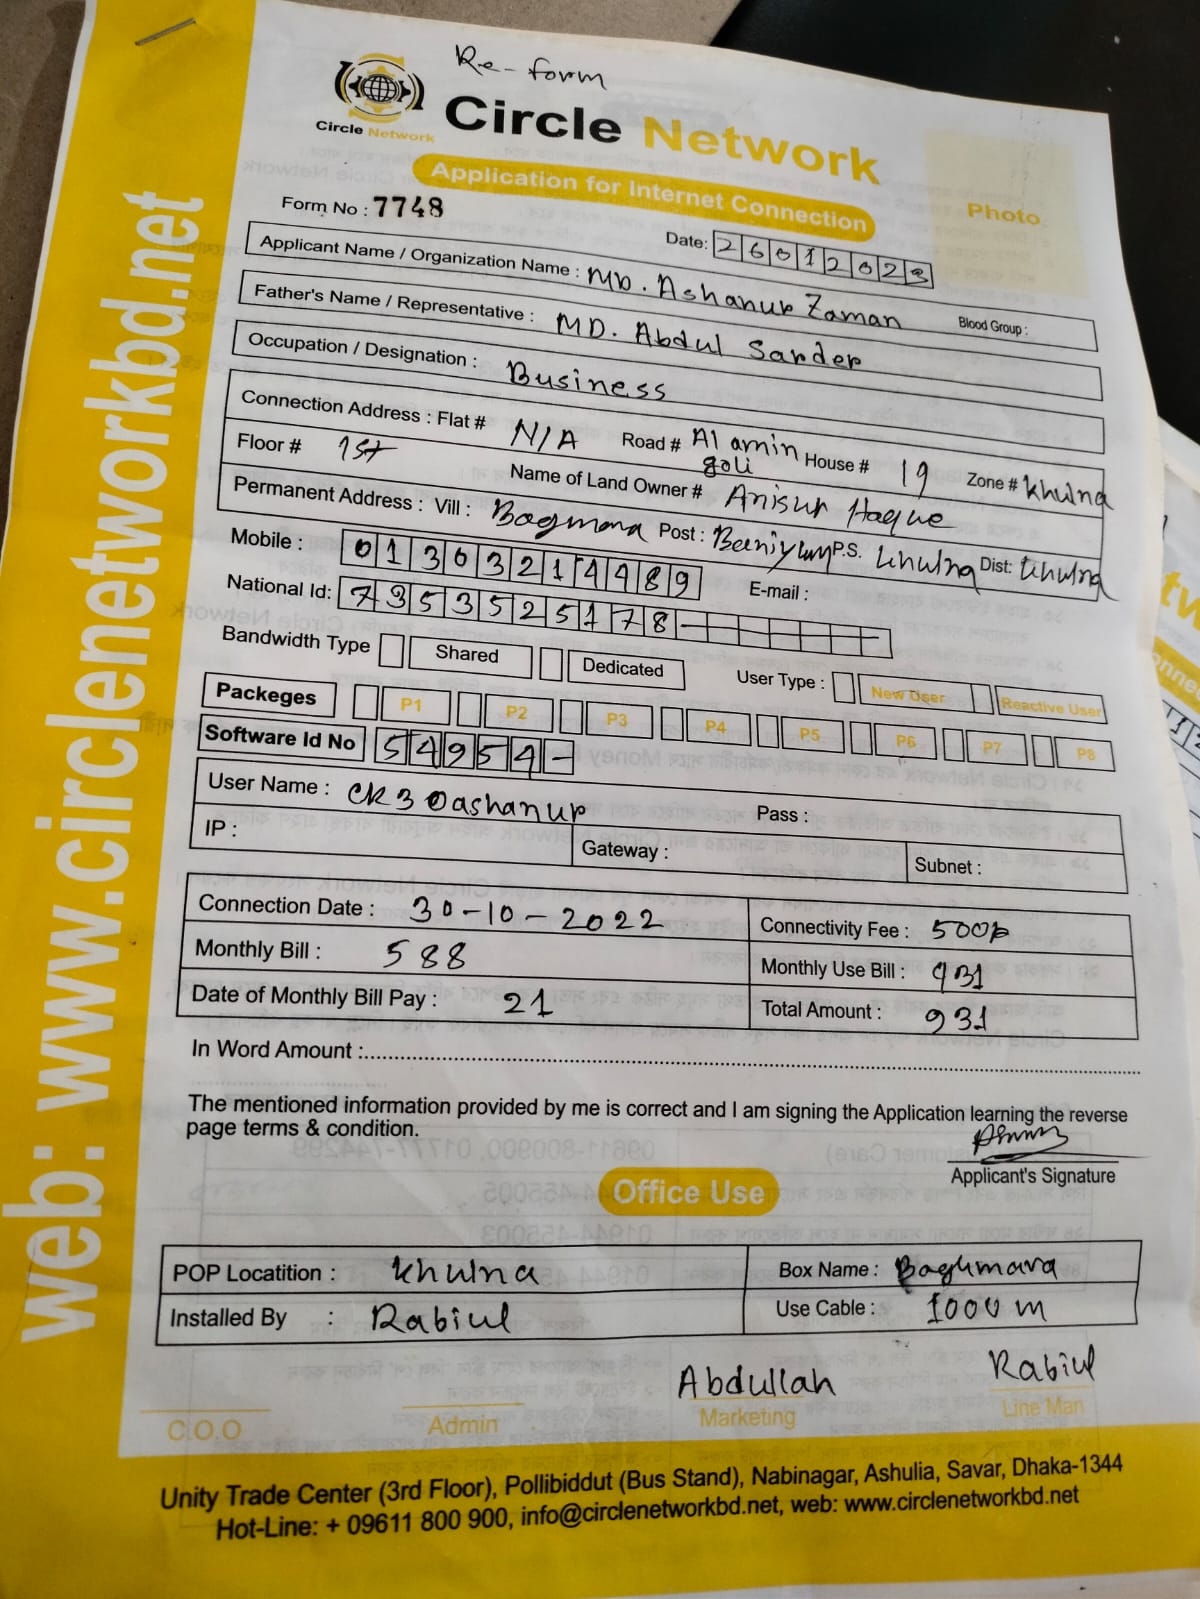 Re-form
Circle Network
Circle Network
Application for Internet Connection
Photo
Form No : 7748
Date: 26012023
Applicant Name / Organization Name : MD. Ashanur Zaman Blood Group :
Father's Name / Representative : MD. Abdul Sarder
Occupation / Designation : Business
Connection Address : Flat # N/A Road # Al amin goli House # 19 Zone # Khulna
Floor # 1st Name of Land Owner # Anisur Haque
Permanent Address : Vill : Bagmara Post : P.S. Khulna Dist: Khulna
Mobile : 01303214489 E-mail :
National Id: 7353525178
Bandwidth Type Shared Dedicated User Type : New User Reactive User
Packeges P1 P2 P3 P4 P5 P6 P7 P8
Software Id No 54954-
User Name : CK30ashanur Pass :
IP : Gateway : Subnet :
Connection Date : 30-10-2022 Connectivity Fee : 500
Monthly Bill : 588 Monthly Use Bill : 931
Date of Monthly Bill Pay : 21 Total Amount : 931
In Word Amount :
The mentioned information provided by me is correct and I am signing the Application learning the reverse
page terms & condition.
Applicant's Signature
Office Use
POP Locatition : Khulna Box Name : Baghmara
Installed By : Rabiul Use Cable : 1000 m
Abdullah Rabiul
C.O.O Admin Marketing Line Man
Unity Trade Center (3rd Floor), Pollibiddut (Bus Stand), Nabinagar, Ashulia, Savar, Dhaka-1344
Hot-Line: + 09611 800 900, info@circlenetworkbd.net, web: www.circlenetworkbd.net
web: www.circlenetworkbd.net